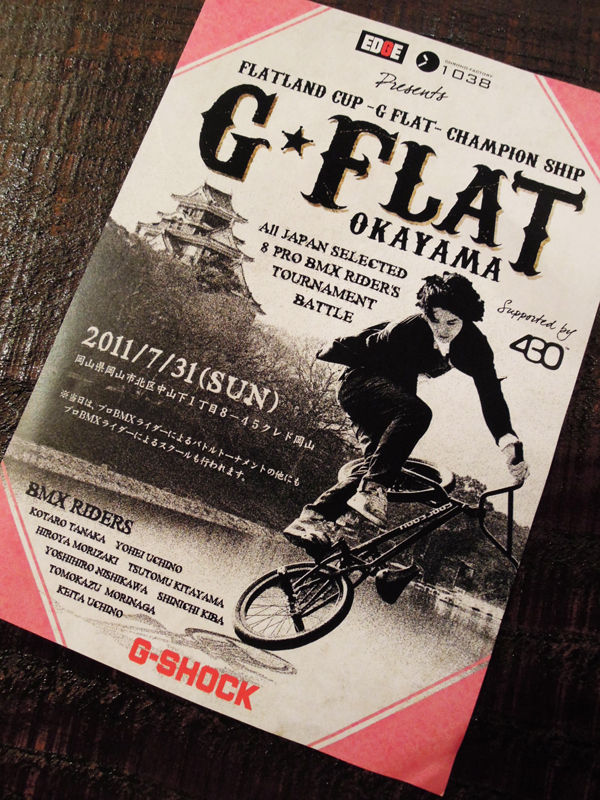 EDGE
1038
Presents
FLATLAND CUP -G FLAT- CHAMPION SHIP
G★FLAT
OKAYAMA
All JAPAN SELECTED
8 PRO BMX RIDER'S
TOURNAMENT
BATTLE
Supported by
430
2011/7/31(SUN)
岡山県岡山市北区中山下1丁目8-45クレド岡山
※当日は、プロBMXライダーによるバトルトーナメントの他にも
プロBMXライダーによるスクールも行われます。
BMX RIDERS
KOTARO TANAKA YOHEI UCHINO
HIROYA MORIZAKI TSUTOMU KITAYAMA
YOSHIHIRO NISHIKAWA SHINICHI KIBA
TOMOKAZU MORINAGA
KEITA UCHINO
G-SHOCK